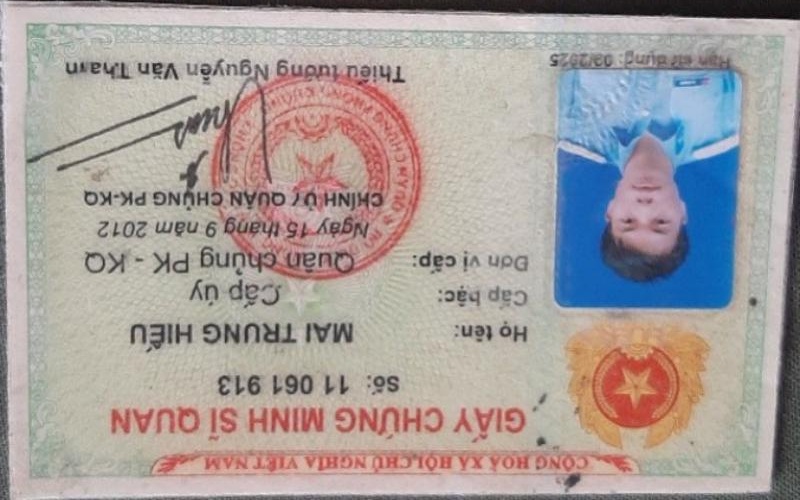 CỘNG HOÀ XÃ HỘI CHỦ NGHĨA VIỆT NAM
GIẤY CHỨNG MINH SĨ QUAN
Số: 11 061 913
Họ tên: MAI TRUNG HIẾU
Cấp bậc: Cấp úy
Đơn vị cấp: Quân chủng PK - KQ
Ngày 15 tháng 9 năm 2012
CHÍNH ỦY QUÂN CHỦNG PK-KQ
Thiếu tướng Nguyễn Văn Thanh
Hạn sử dụng: 09/2025